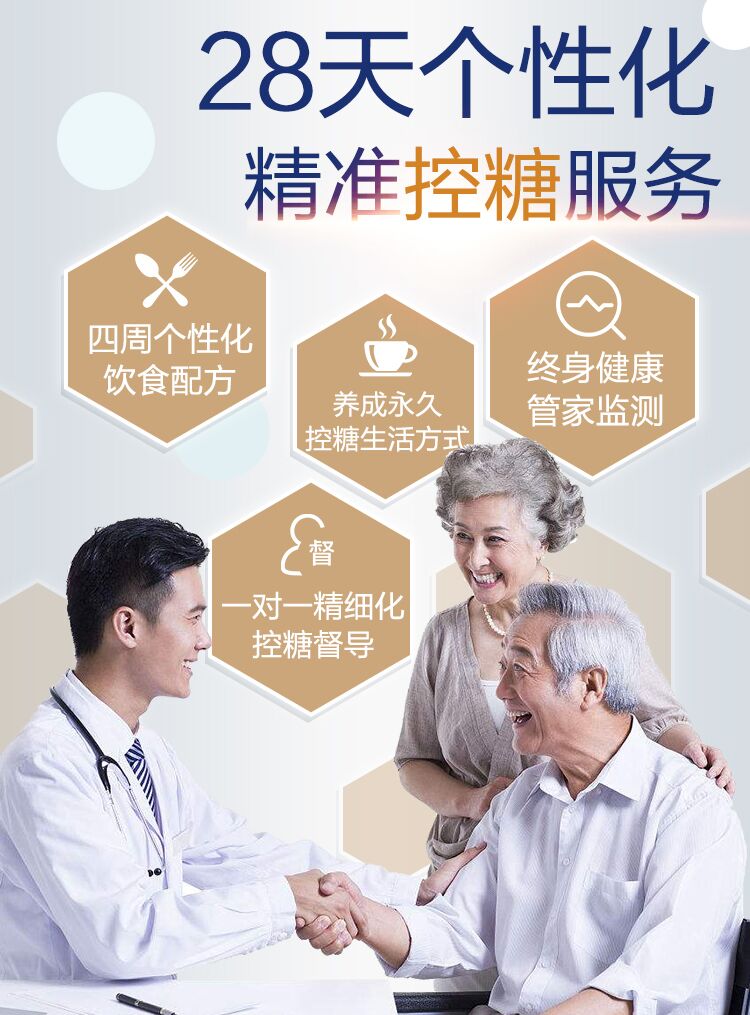 28天个性化
精准控糖服务
四周个性化
饮食配方
养成永久
控糖生活方式
终身健康
管家监测
督
一对一精细化
控糖督导